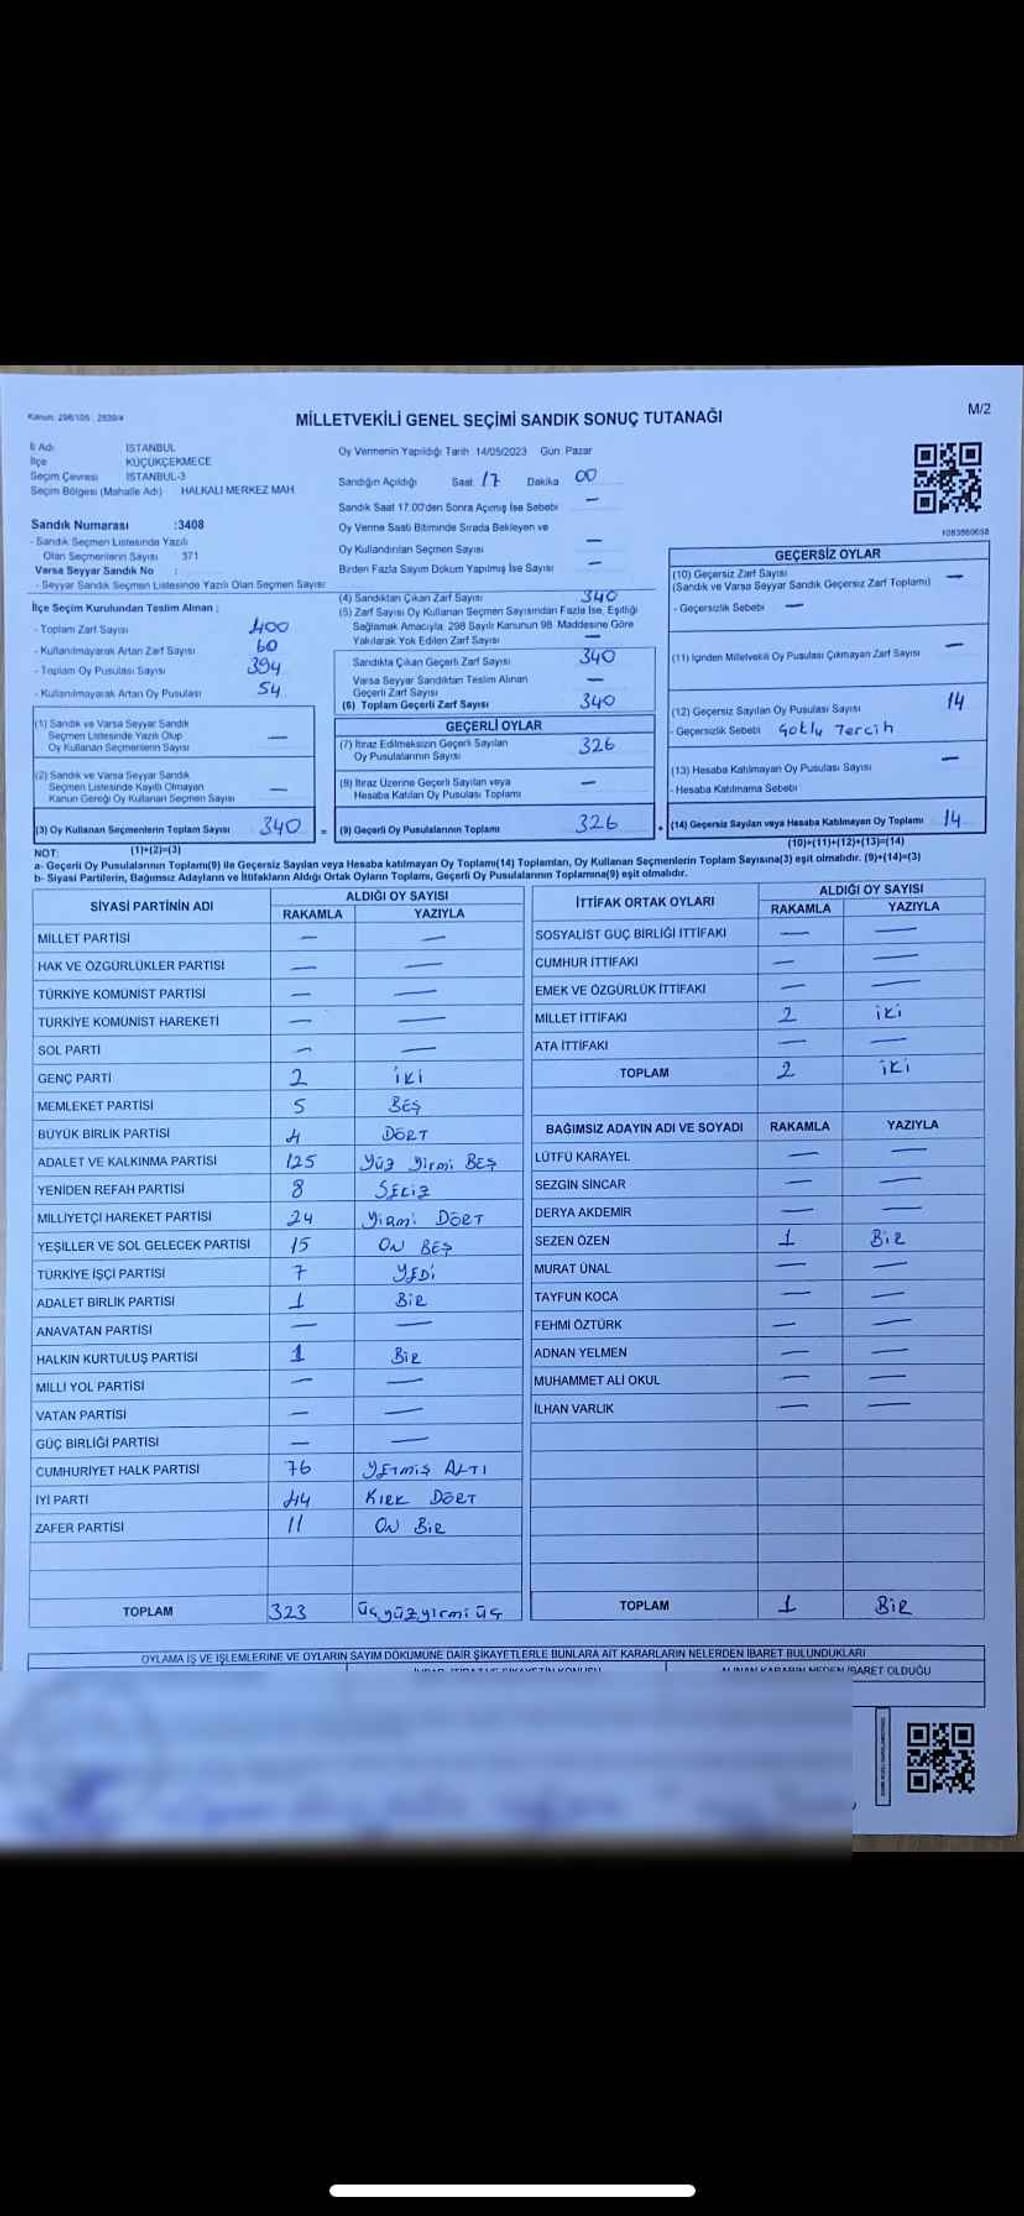 Kanun: 298/105 ; 2839/4
M/2
MİLLETVEKİLİ GENEL SEÇİMİ SANDIK SONUÇ TUTANAĞI
İl Adı İSTANBUL
İlçe KÜÇÜKÇEKMECE
Seçim Çevresi İSTANBUL-3
Seçim Bölgesi (Mahalle Adı) HALKALI MERKEZ MAH.
Sandık Numarası :3408
- Sandık Seçmen Listesinde Yazılı
Olan Seçmenlerin Sayısı 371
Varsa Seyyar Sandık No :
- Seyyar Sandık Seçmen Listesinde Yazılı Olan Seçmen Sayısı:
İlçe Seçim Kurulundan Teslim Alınan ;
- Toplam Zarf Sayısı 400
- Kullanılmayarak Artan Zarf Sayısı 60
- Toplam Oy Pusulası Sayısı 394
- Kullanılmayarak Artan Oy Pusulası 54
(1) Sandık ve Varsa Seyyar Sandık
Seçmen Listesinde Yazılı Olup
Oy Kullanan Seçmenlerin Sayısı —
(2) Sandık ve Varsa Seyyar Sandık
Seçmen Listesinde Kayıtlı Olmayan
Kanun Gereği Oy Kullanan Seçmen Sayısı —
(3) Oy Kullanan Seçmenlerin Toplam Sayısı 340 =
(1)+(2)=(3)
Oy Vermenin Yapıldığı Tarih 14/05/2023 Gün: Pazar
Sandığın Açıldığı Saat 17 Dakika 00
Sandık Saat 17:00'den Sonra Açılmış İse Sebebi —
Oy Verme Saati Bitiminde Sırada Bekleyen ve
Oy Kullandırılan Seçmen Sayısı —
Birden Fazla Sayım Döküm Yapılmış İse Sayısı —
(4) Sandıktan Çıkan Zarf Sayısı 340
(5) Zarf Sayısı Oy Kullanan Seçmen Sayısından Fazla İse, Eşitliği
Sağlamak Amacıyla, 298 Sayılı Kanunun 98. Maddesine Göre
Yakılarak Yok Edilen Zarf Sayısı —
Sandıkta Çıkan Geçerli Zarf Sayısı 340
Varsa Seyyar Sandıktan Teslim Alınan
Geçerli Zarf Sayısı —
(6) Toplam Geçerli Zarf Sayısı 340
GEÇERLİ OYLAR
(7) İtiraz Edilmeksizin Geçerli Sayılan
Oy Pusulasının Sayısı 326
(8) İtiraz Üzerine Geçerli Sayılan veya
Hesaba Katılan Oy Pusulası Toplamı —
(9) Geçerli Oy Pusulalarının Toplamı 326 +
1083880658
GEÇERSİZ OYLAR
(10) Geçersiz Zarf Sayısı —
(Sandık ve Varsa Seyyar Sandık Geçersiz Zarf Toplamı)
- Geçersizlik Sebebi —
(11) İçinden Milletvekili Oy Pusulası Çıkmayan Zarf Sayısı —
(12) Geçersiz Sayılan Oy Pusulası Sayısı 14
- Geçersizlik Sebebi Çoklu Tercih
(13) Hesaba Katılmayan Oy Pusulası Sayısı —
- Hesaba Katılmama Sebebi
(14) Geçersiz Sayılan veya Hesaba Katılmayan Oy Toplamı 14
(10)+(11)+(12)+(13)=(14)
NOT:
a- Geçerli Oy Pusulalarının Toplamı(9) ile Geçersiz Sayılan veya Hesaba katılmayan Oy Toplamı(14) Toplamları, Oy Kullanan Seçmenlerin Toplam Sayısına(3) eşit olmalıdır. (9)+(14)=(3)
b- Siyasi Partilerin, Bağımsız Adayların ve İttifakların Aldığı Ortak Oyların Toplamı, Geçerli Oy Pusulalarının Toplamına(9) eşit olmalıdır.
SİYASİ PARTİNİN ADI ALDIĞI OY SAYISI
RAKAMLA YAZIYLA
MİLLET PARTİSİ — —
HAK VE ÖZGÜRLÜKLER PARTİSİ — —
TÜRKİYE KOMÜNİST PARTİSİ — —
TÜRKİYE KOMÜNİST HAREKETİ — —
SOL PARTİ — —
GENÇ PARTİ 2 İKİ
MEMLEKET PARTİSİ 5 BEŞ
BÜYÜK BİRLİK PARTİSİ 4 DÖRT
ADALET VE KALKINMA PARTİSİ 125 Yüz Yirmi BEŞ
YENİDEN REFAH PARTİSİ 8 SEKİZ
MİLLİYETÇİ HAREKET PARTİSİ 24 Yirmi DÖRT
YEŞİLLER VE SOL GELECEK PARTİSİ 15 ON BEŞ
TÜRKİYE İŞÇİ PARTİSİ 7 YEDİ
ADALET BİRLİK PARTİSİ 1 BİR
ANAVATAN PARTİSİ — —
HALKIN KURTULUŞ PARTİSİ 1 BİR
MİLLİ YOL PARTİSİ — —
VATAN PARTİSİ — —
GÜÇ BİRLİĞİ PARTİSİ — —
CUMHURİYET HALK PARTİSİ 76 YETMİŞ ALTI
İYİ PARTİ 44 KIRK DÖRT
ZAFER PARTİSİ 11 ON BİR
TOPLAM 323 üçyüzyirmi üç
İTTİFAK ORTAK OYLARI ALDIĞI OY SAYISI
RAKAMLA YAZIYLA
SOSYALİST GÜÇ BİRLİĞİ İTTİFAKI — —
CUMHUR İTTİFAKI — —
EMEK VE ÖZGÜRLÜK İTTİFAKI — —
MİLLET İTTİFAKI 2 İKİ
ATA İTTİFAKI — —
TOPLAM 2 İKİ
BAĞIMSIZ ADAYIN ADI VE SOYADI RAKAMLA YAZIYLA
LÜTFÜ KARAYEL — —
SEZGİN SİNCAR — —
DERYA AKDEMİR — —
SEZEN ÖZEN 1 BİR
MURAT ÜNAL — —
TAYFUN KOCA — —
FEHMİ ÖZTÜRK — —
ADNAN YELMEN — —
MUHAMMET ALİ OKUL — —
İLHAN VARLIK — —
TOPLAM 1 BİR
OYLAMA İŞ VE İŞLEMLERİNE VE OYLARIN SAYIM DÖKÜMÜNE DAİR ŞİKAYETLERLE BUNLARA AİT KARARLARIN NELERDEN İBARET BULUNDUKLARI
ALINAN KARARIN NEDEN İBARET OLDUĞU